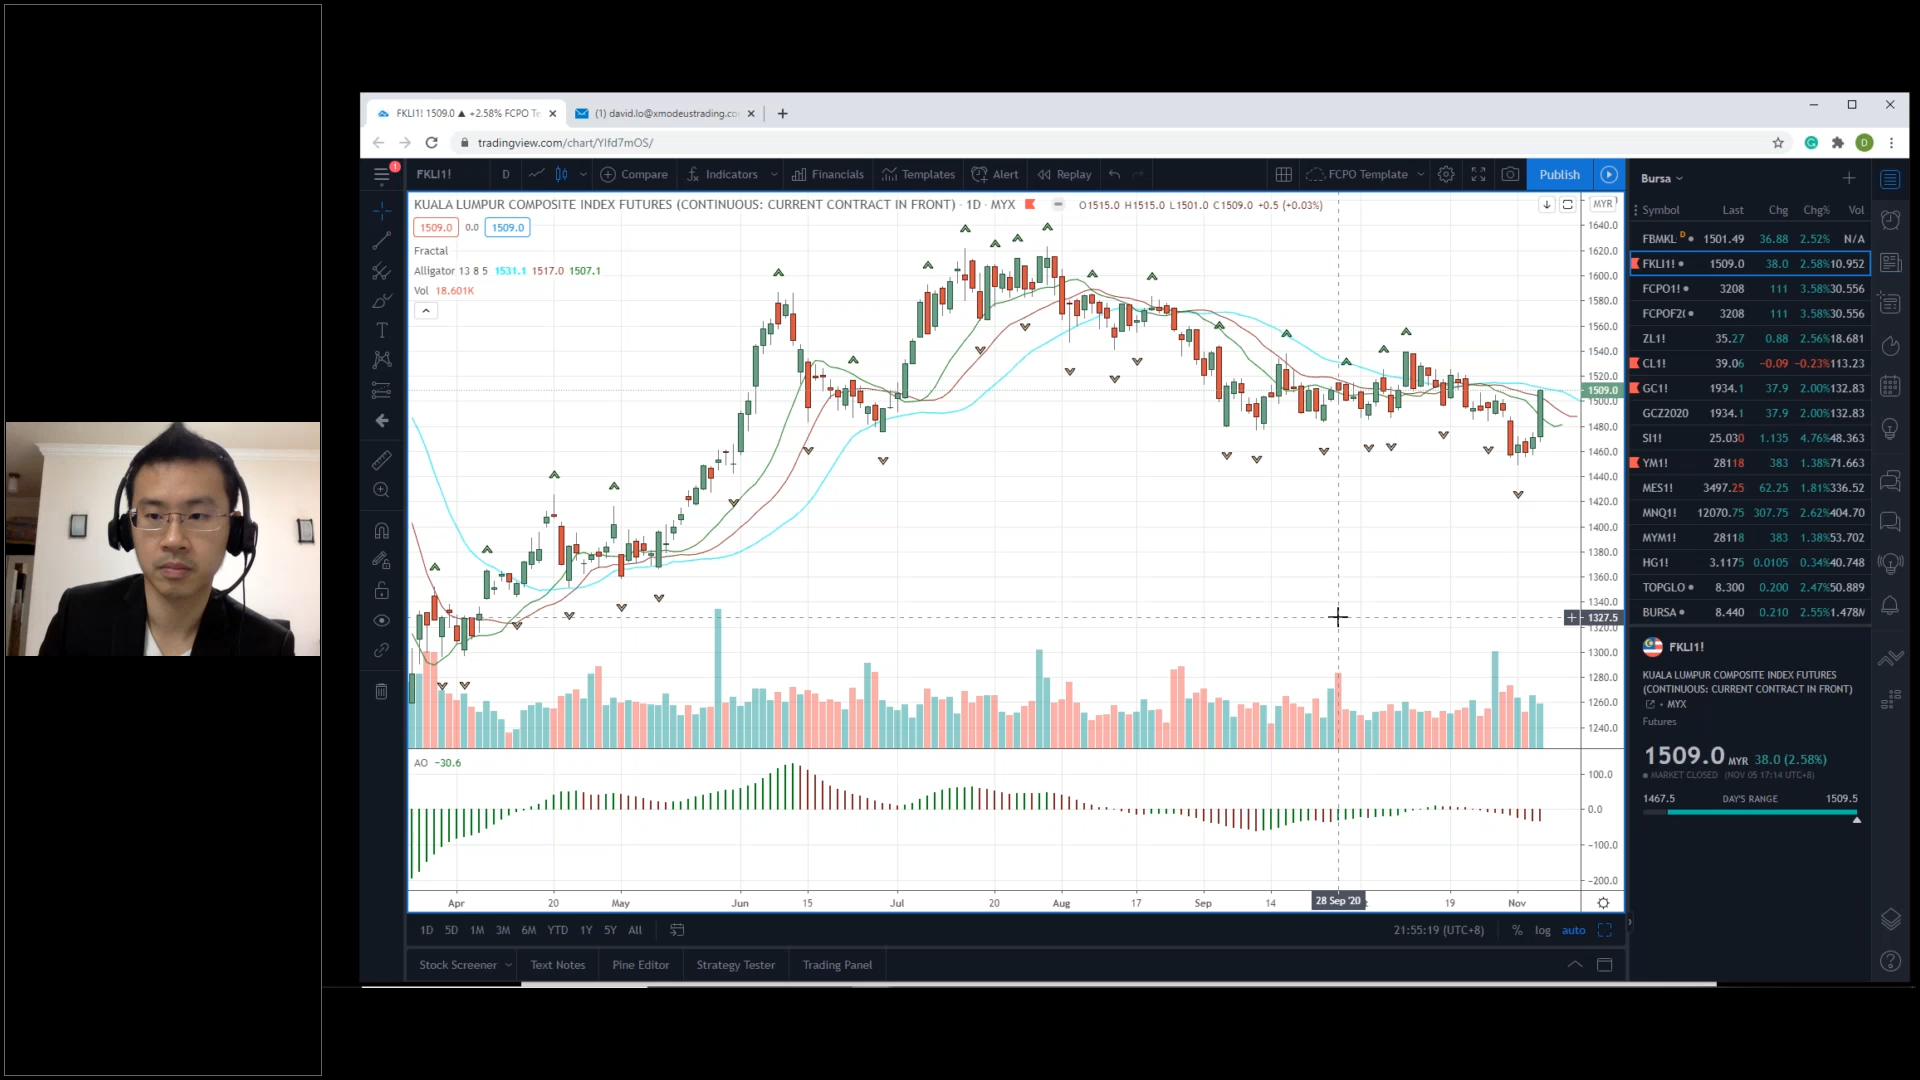 FKLI1! 1509.0 ▲ +2.58% FCPO Te
(1) david.lo@xmodeustrading.co
tradingview.com/chart/YIfd7mOS/
D
1
FKLI1!
D
Compare
Indicators
Financials
Templates
Alert
Replay
FCPO Template
Publish
KUALA LUMPUR COMPOSITE INDEX FUTURES (CONTINUOUS: CURRENT CONTRACT IN FRONT) · 1D · MYX
O1515.0 H1515.0 L1501.0 C1509.0 +0.5 (+0.03%)
MYR
1509.0 0.0 1509.0
Fractal
Alligator 13 8 5 1531.1 1517.0 1507.1
Vol 18.601K
1640.0
1620.0
1600.0
1580.0
1560.0
1540.0
1520.0
1509.0
1500.0
1480.0
1460.0
1440.0
1420.0
1400.0
1380.0
1360.0
1340.0
1327.5
1320.0
1300.0
1280.0
1260.0
1240.0
AO −30.6
100.0
0.0
−100.0
−200.0
Apr 20 May Jun 15 Jul 20 Aug 17 Sep 14 28 Sep '20 19 Nov
1D 5D 1M 3M 6M YTD 1Y 5Y All
21:55:19 (UTC+8) % log auto
Stock Screener Text Notes Pine Editor Strategy Tester Trading Panel
Bursa
Symbol Last Chg Chg% Vol
FBMKL D 1501.49 36.88 2.52% N/A
FKLI1! 1509.0 38.0 2.58% 10.952
FCPO1! 3208 111 3.58% 30.556
FCPOF2( 3208 111 3.58% 30.556
ZL1! 35.27 0.88 2.56% 18.681
CL1! 39.06 -0.09 -0.23% 113.23
GC1! 1934.1 37.9 2.00% 132.83
GCZ2020 1934.1 37.9 2.00% 132.83
SI1! 25.030 1.135 4.76% 48.363
YM1! 28118 383 1.38% 71.663
MES1! 3497.25 62.25 1.81% 336.52
MNQ1! 12070.75 307.75 2.62% 404.70
MYM1! 28118 383 1.38% 53.702
HG1! 3.1175 0.0105 0.34% 40.748
TOPGLO 8.300 0.200 2.47% 50.889
BURSA 8.440 0.210 2.55% 1.478M
FKLI1!
KUALA LUMPUR COMPOSITE INDEX FUTURES
(CONTINUOUS: CURRENT CONTRACT IN FRONT)
• MYX
Futures
1509.0 MYR 38.0 (2.58%)
MARKET CLOSED (NOV 05 17:14 UTC+8)
1467.5 DAY'S RANGE 1509.5